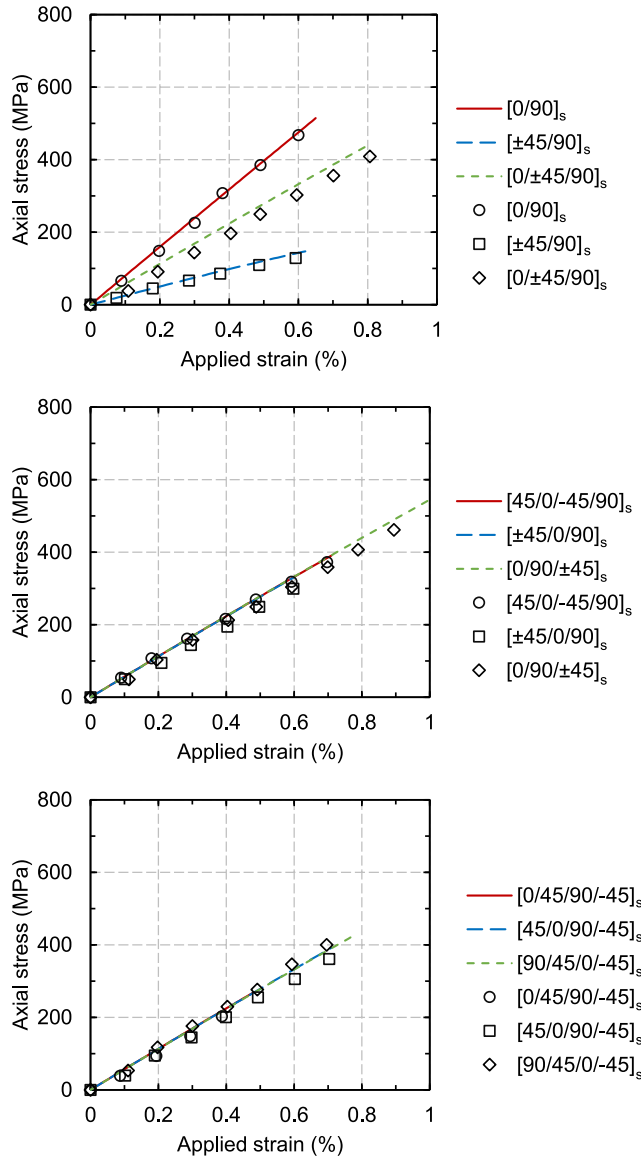 800
600
400
200
0
Axial stress (MPa)
0
0.2
0.4
0.6
0.8
1
Applied strain (%)
[0/90]s
[±45/90]s
[0/±45/90]s
[0/90]s
[±45/90]s
[0/±45/90]s
800
600
400
200
0
Axial stress (MPa)
0
0.2
0.4
0.6
0.8
1
Applied strain (%)
[45/0/-45/90]s
[±45/0/90]s
[0/90/±45]s
[45/0/-45/90]s
[±45/0/90]s
[0/90/±45]s
800
600
400
200
0
Axial stress (MPa)
0
0.2
0.4
0.6
0.8
1
Applied strain (%)
[0/45/90/-45]s
[45/0/90/-45]s
[90/45/0/-45]s
[0/45/90/-45]s
[45/0/90/-45]s
[90/45/0/-45]s